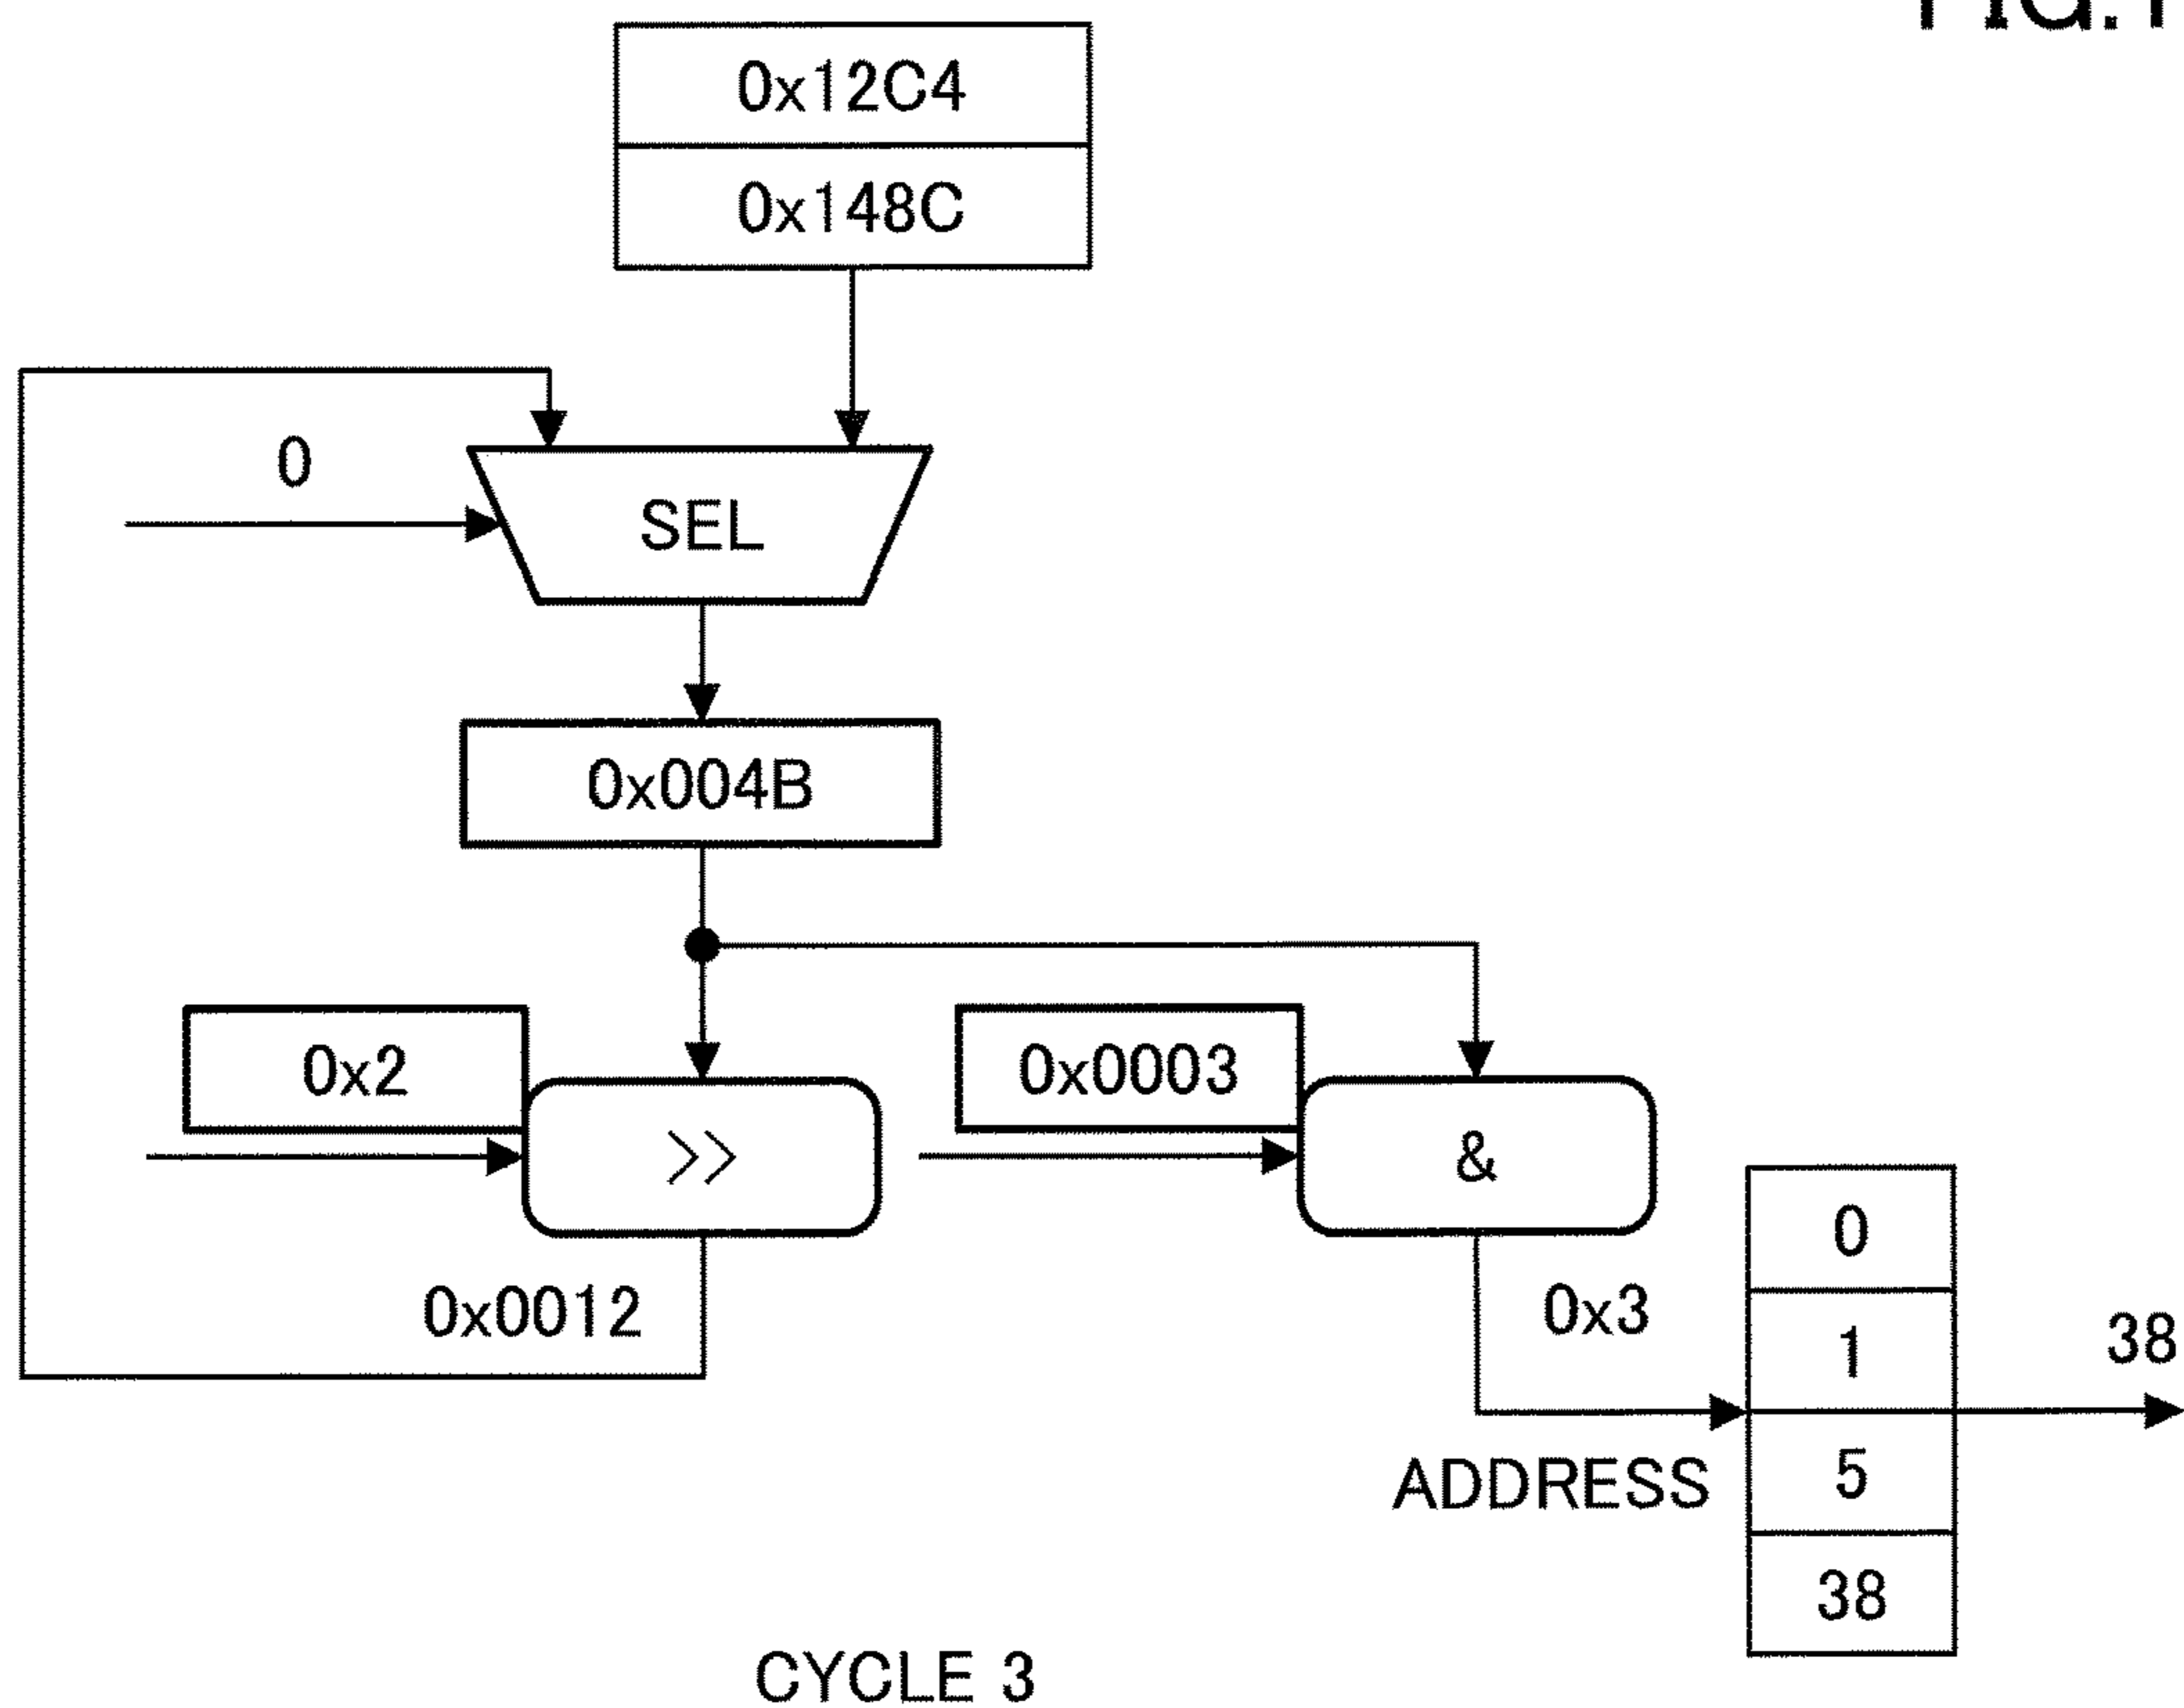 0x12C4
0x148C
0
SEL
0x004B
0x2
0x0003
>>
&
0
0x0012
0x3
1
38
ADDRESS
5
38
CYCLE 3